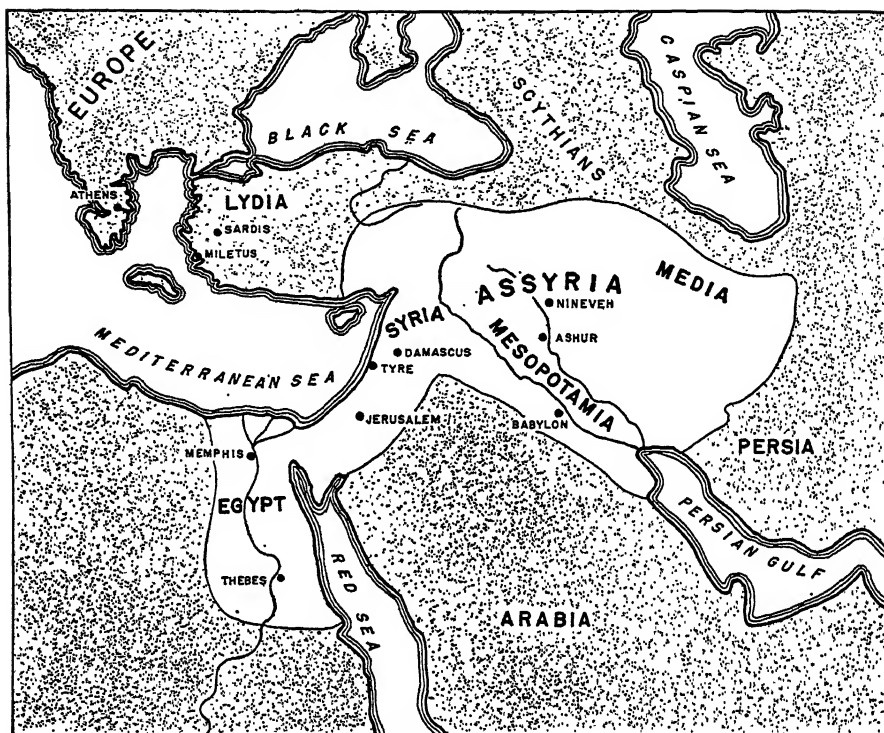 EUROPE
BLACK SEA
SCYTHIANS
CASPIAN SEA
ATHENS
LYDIA
SARDIS
MILETUS
MEDIA
ASSYRIA
NINEVEH
SYRIA
MESOPOTAMIA
ASHUR
MEDITERRANEAN SEA
DAMASCUS
TYRE
JERUSALEM
BABYLON
MEMPHIS
PERSIA
EGYPT
PERSIAN GULF
THEBES
RED SEA
ARABIA